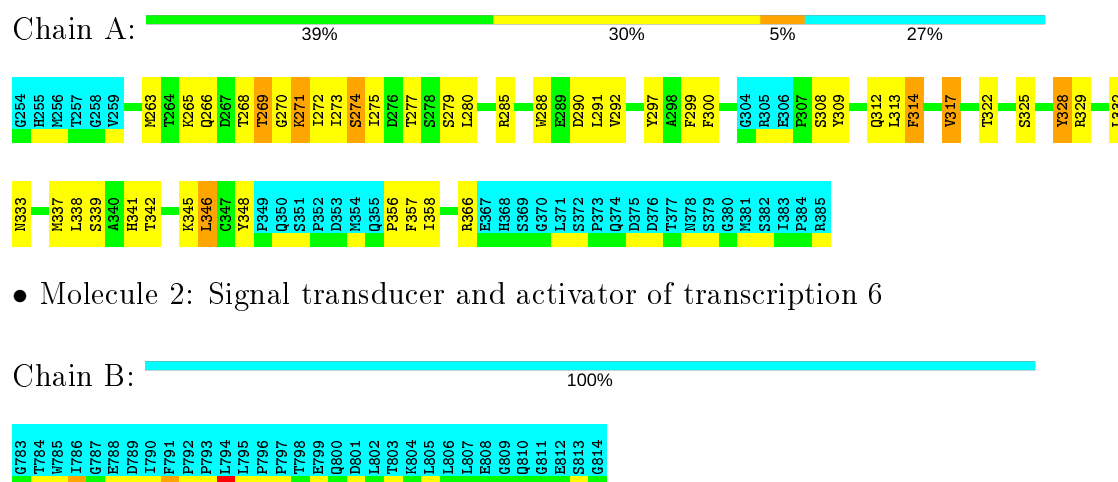 Chain A:
39% 30% 5% 27%
G254 H255 M256 T257 G258 V259 M263 T264 K265 Q266 D267 T268 T269 G270 K271 I272 I273 S274 I275 D276 T277 S278 S279 L280 R285 W288 E289 D290 L291 V292 Y297 A298 F299 F300 G304 R305 E306 P307 S308 Y309 Q312 L313 F314 V317 T322 S325 Y328 R329 L332
N333 M337 L338 S339 A340 H341 T342 K345 L346 C347 Y348 P349 Q350 S351 P352 D353 M354 Q355 P356 F357 I358 R366 E367 H368 S369 G370 L371 S372 P373 Q374 D375 D376 T377 N378 S379 G380 M381 S382 I383 P384 R385
• Molecule 2: Signal transducer and activator of transcription 6
Chain B:
100%
G783 T784 W785 I786 G787 E788 D789 I790 F791 P792 P793 L794 L795 P796 P797 T798 E799 Q800 D801 L802 T803 K804 L805 L806 L807 E808 G809 Q810 G811 E812 S813 G814